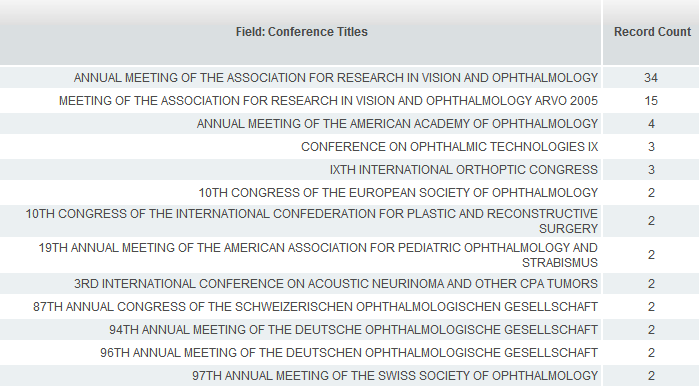 Field: Conference Titles Record Count
ANNUAL MEETING OF THE ASSOCIATION FOR RESEARCH IN VISION AND OPHTHALMOLOGY 34
MEETING OF THE ASSOCIATION FOR RESEARCH IN VISION AND OPHTHALMOLOGY ARVO 2005 15
ANNUAL MEETING OF THE AMERICAN ACADEMY OF OPHTHALMOLOGY 4
CONFERENCE ON OPHTHALMIC TECHNOLOGIES IX 3
IXTH INTERNATIONAL ORTHOPTIC CONGRESS 3
10TH CONGRESS OF THE EUROPEAN SOCIETY OF OPHTHALMOLOGY 2
10TH CONGRESS OF THE INTERNATIONAL CONFEDERATION FOR PLASTIC AND RECONSTRUCTIVE
SURGERY 2
19TH ANNUAL MEETING OF THE AMERICAN ASSOCIATION FOR PEDIATRIC OPHTHALMOLOGY AND
STRABISMUS 2
3RD INTERNATIONAL CONFERENCE ON ACOUSTIC NEURINOMA AND OTHER CPA TUMORS 2
87TH ANNUAL CONGRESS OF THE SCHWEIZERISCHEN OPHTHALMOLOGISCHEN GESELLSCHAFT 2
94TH ANNUAL MEETING OF THE DEUTSCHE OPHTHALMOLOGISCHE GESELLSCHAFT 2
96TH ANNUAL MEETING OF THE DEUTSCHEN OPHTHALMOLOGISCHE GESELLSCHAFT 2
97TH ANNUAL MEETING OF THE SWISS SOCIETY OF OPHTHALMOLOGY 2